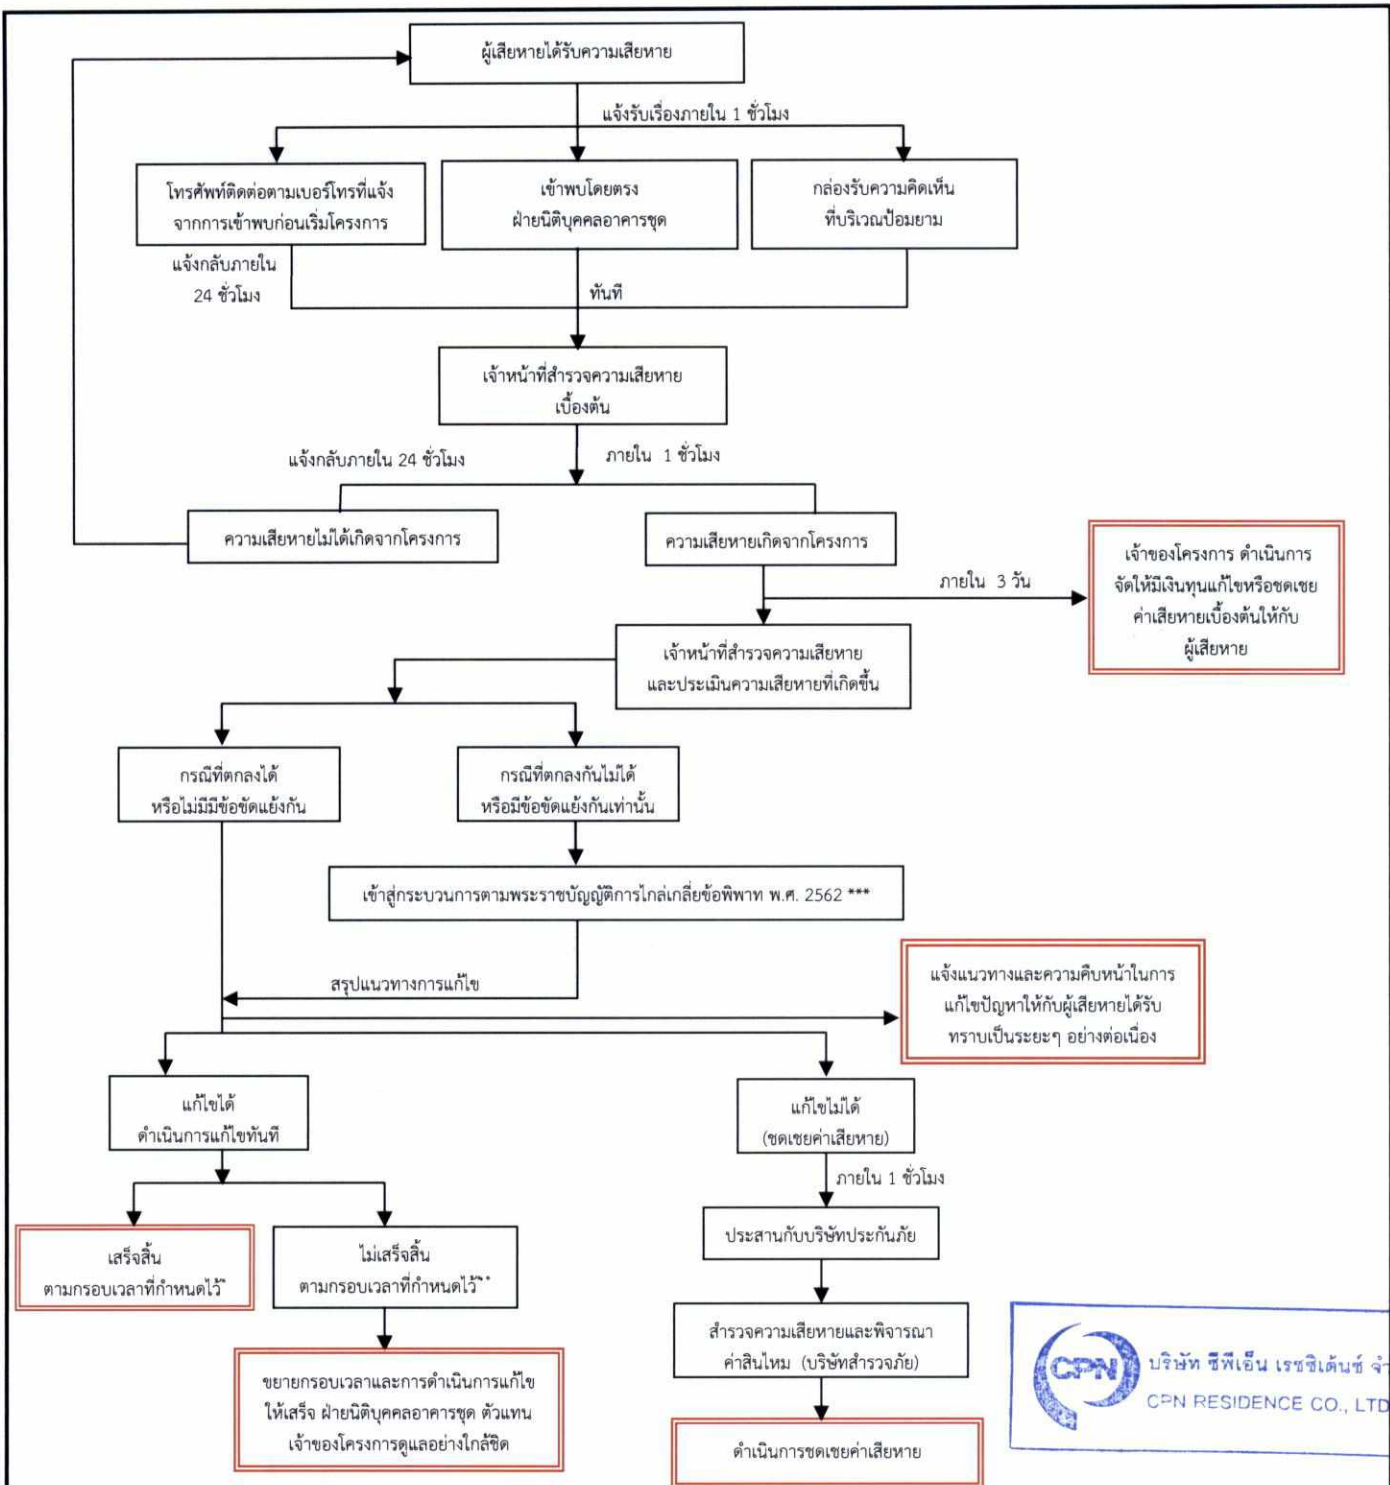 ผู้เสียหายได้รับความเสียหาย
แจ้งรับเรื่องภายใน 1 ชั่วโมง
โทรศัพท์ติดต่อตามเบอร์โทรที่แจ้ง
จากการเข้าพบก่อนเริ่มโครงการ
เข้าพบโดยตรง
ฝ่ายนิติบุคคลอาคารชุด
กล่องรับความคิดเห็น
ที่บริเวณป้อมยาม
แจ้งกลับภายใน
24 ชั่วโมง
ทันที
เจ้าหน้าที่สำรวจความเสียหาย
เบื้องต้น
แจ้งกลับภายใน 24 ชั่วโมง
ภายใน 1 ชั่วโมง
ความเสียหายไม่ได้เกิดจากโครงการ
ความเสียหายเกิดจากโครงการ
ภายใน 3 วัน
เจ้าของโครงการ ดำเนินการ
จัดให้มีเงินทุนแก้ไขหรือชดเชย
ค่าเสียหายเบื้องต้นให้กับ
ผู้เสียหาย
เจ้าหน้าที่สำรวจความเสียหาย
และประเมินความเสียหายที่เกิดขึ้น
กรณีที่ตกลงได้
หรือไม่มีมีข้อขัดแย้งกัน
กรณีที่ตกลงกันไม่ได้
หรือมีข้อขัดแย้งกันเท่านั้น
เข้าสู่กระบวนการตามพระราชบัญญัติการไกล่เกลี่ยข้อพิพาท พ.ศ. 2562 ***
สรุปแนวทางการแก้ไข
แจ้งแนวทางและความคืบหน้าในการ
แก้ไขปัญหาให้กับผู้เสียหายได้รับ
ทราบเป็นระยะๆ อย่างต่อเนื่อง
แก้ไขได้
ดำเนินการแก้ไขทันที
แก้ไขไม่ได้
(ชดเชยค่าเสียหาย)
ภายใน 1 ชั่วโมง
เสร็จสิ้น
ตามกรอบเวลาที่กำหนดไว้*
ไม่เสร็จสิ้น
ตามกรอบเวลาที่กำหนดไว้**
ประสานกับบริษัทประกันภัย
ขยายกรอบเวลาและการดำเนินการแก้ไข
ให้เสร็จ ฝ่ายนิติบุคคลอาคารชุด ตัวแทน
เจ้าของโครงการดูแลอย่างใกล้ชิด
สำรวจความเสียหายและพิจารณา
ค่าสินไหม (บริษัทสำรวจภัย)
ดำเนินการชดเชยค่าเสียหาย
CPN
บริษัท ซีพีเอ็น เรซซิเด้นซ์
CPN RESIDENCE CO., LTD